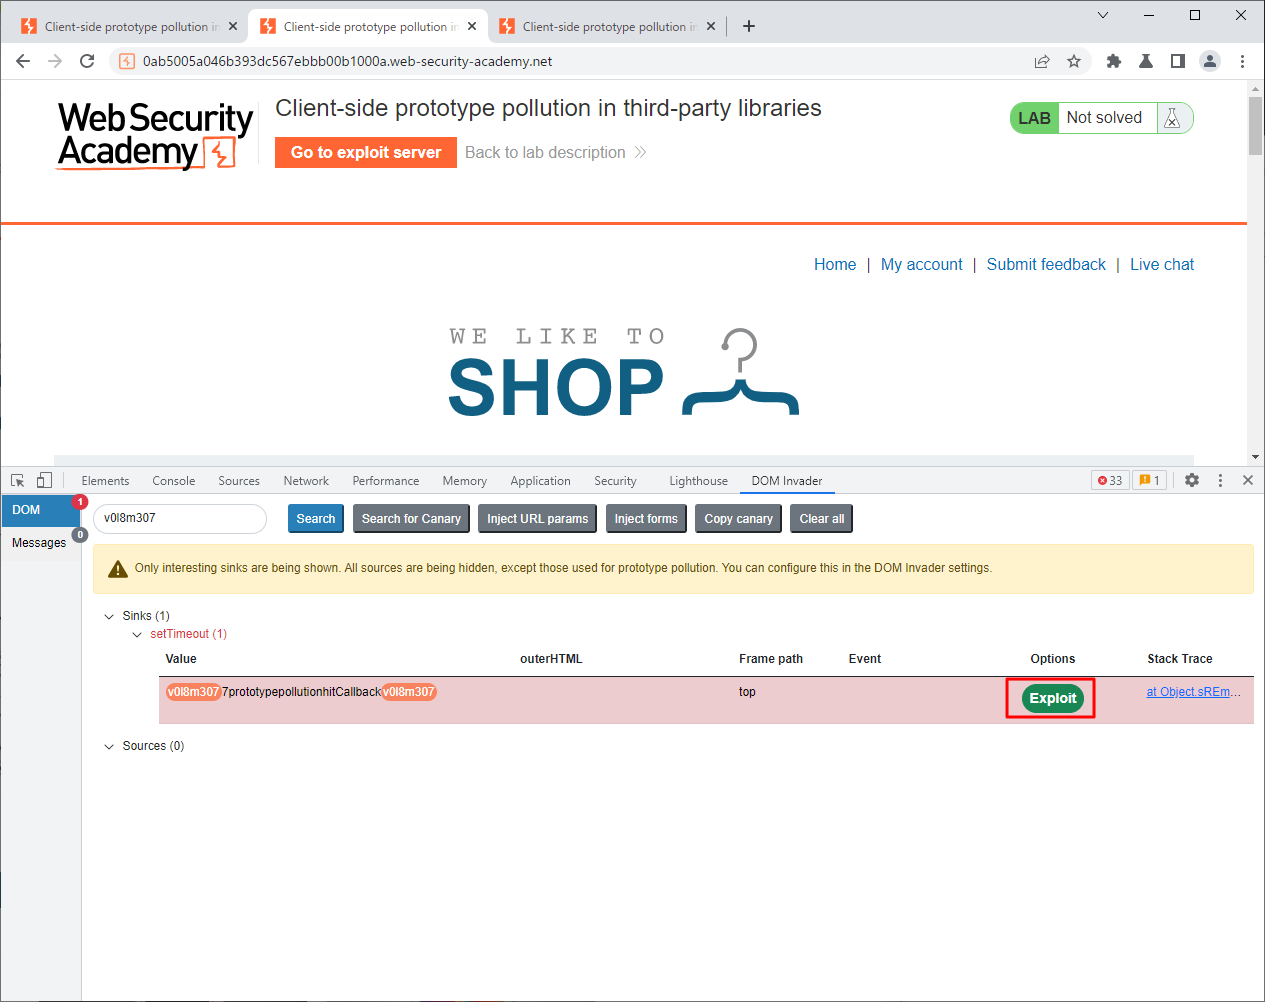 Client-side prototype pollution in
Client-side prototype pollution in
Client-side prototype pollution in
0ab5005a046b393dc567ebbb00b1000a.web-security-academy.net
Web Security
Academy
Client-side prototype pollution in third-party libraries
Go to exploit server
Back to lab description
LAB Not solved
Home | My account | Submit feedback | Live chat
WE LIKE TO
SHOP
Elements Console Sources Network Performance Memory Application Security Lighthouse DOM Invader 33 1
DOM 1
Messages 0
v0l8m307 Search Search for Canary Inject URL params Inject forms Copy canary Clear all
Only interesting sinks are being shown. All sources are being hidden, except those used for prototype pollution. You can configure this in the DOM Invader settings.
Sinks (1)
setTimeout (1)
Value outerHTML Frame path Event Options Stack Trace
v0l8m3077prototypepollutionhitCallbackv0l8m307 top Exploit at Object.sREm...
Sources (0)